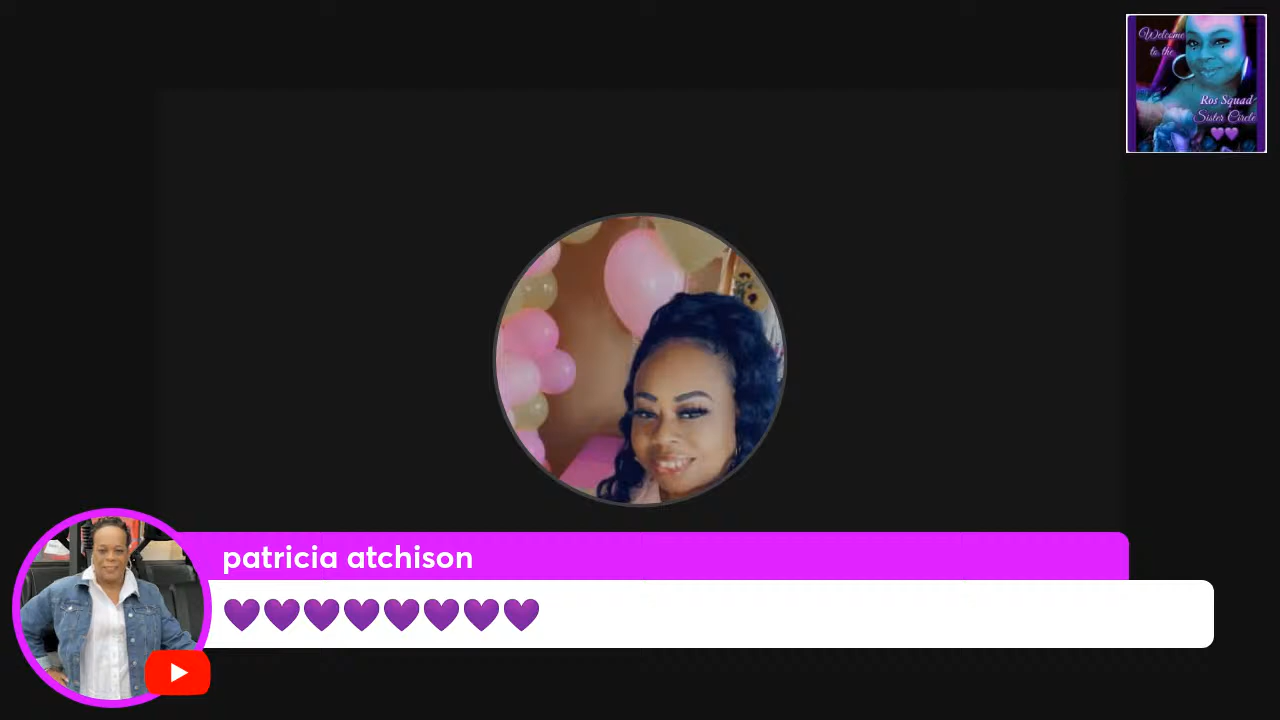 Welcome
to the
Ros Squad
Sister Circle
💜💜
patricia atchison
💜💜💜💜💜💜💜💜